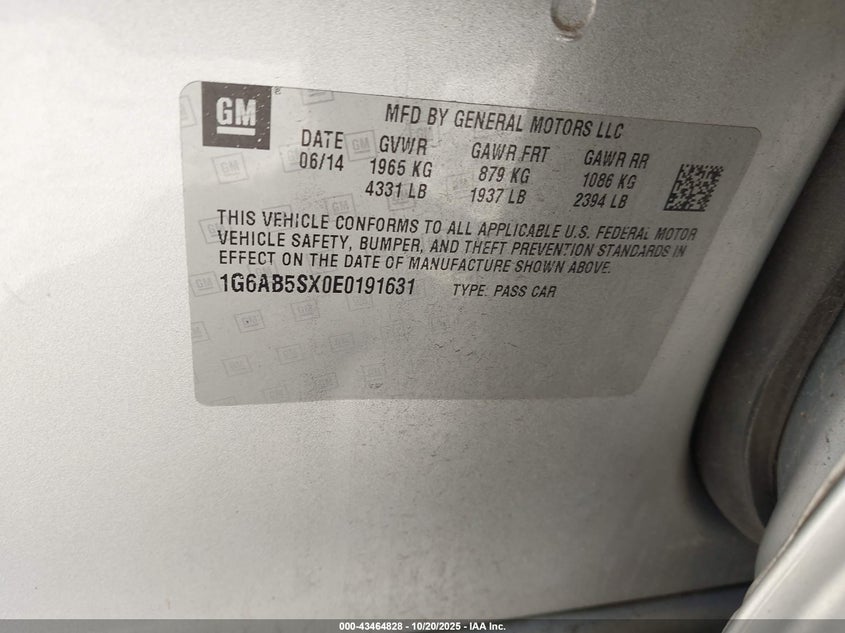 GM
MFD BY GENERAL MOTORS LLC
DATE GVWR GAWR FRT GAWR RR
06/14 1965 KG 879 KG 1086 KG
4331 LB 1937 LB 2394 LB
THIS VEHICLE CONFORMS TO ALL APPLICABLE U.S. FEDERAL MOTOR
VEHICLE SAFETY, BUMPER, AND THEFT PREVENTION STANDARDS IN
EFFECT ON THE DATE OF MANUFACTURE SHOWN ABOVE.
1G6AB5SX0E0191631 TYPE: PASS CAR
000-43464828 - 10/20/2025 - IAA Inc.